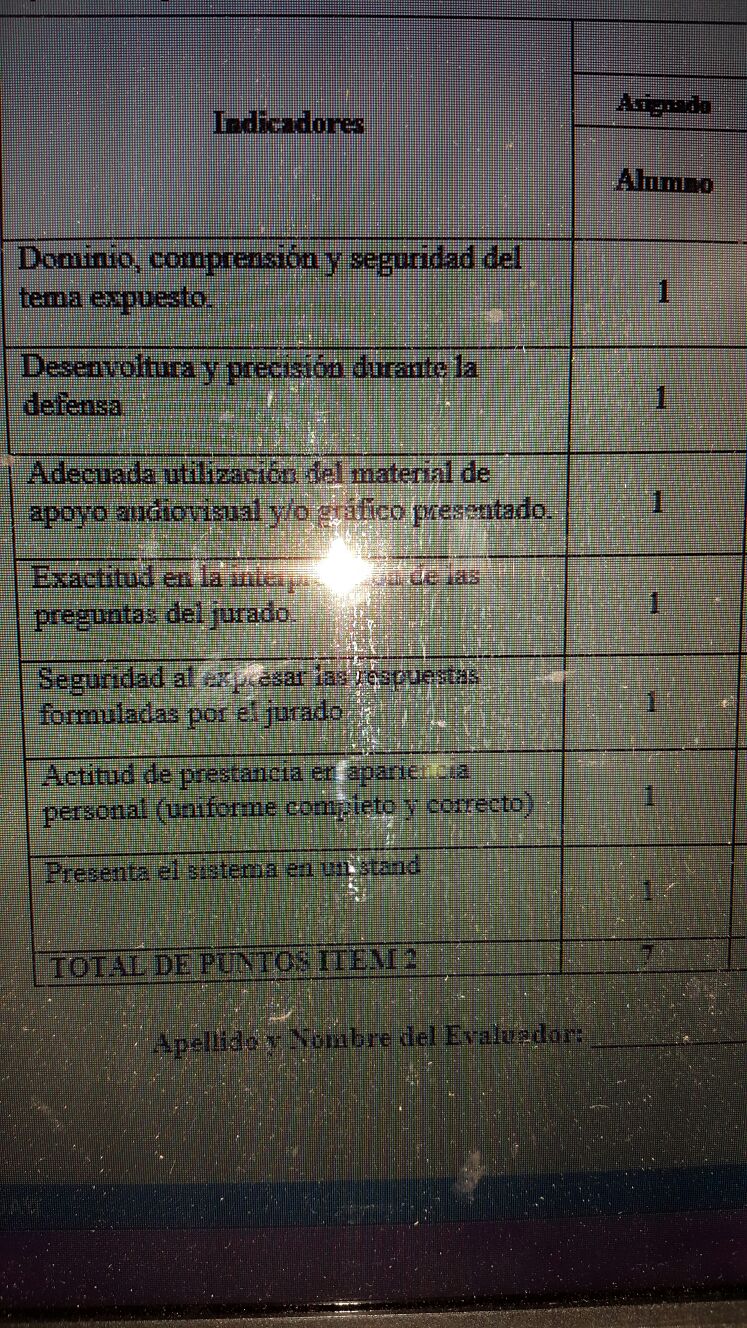 Indicadores
Asignado
Alumno
Dominio, comprensión y seguridad del
tema expuesto.
1
Desenvoltura y precisión durante la
defensa
1
Adecuada utilización del material de
apoyo audiovisual y/o gráfico presentado.
1
Exactitud en la de las
preguntas del jurado.
1
Seguridad al expresar las respuestas
formuladas por el jurado
1
Actitud de prestancia en apariencia
personal (uniforme completo y correcto)
1
Presenta el sistema en un stand
1
TOTAL DE PUNTOS ITEM 2
7
Apellido y Nombre del Evaluador: